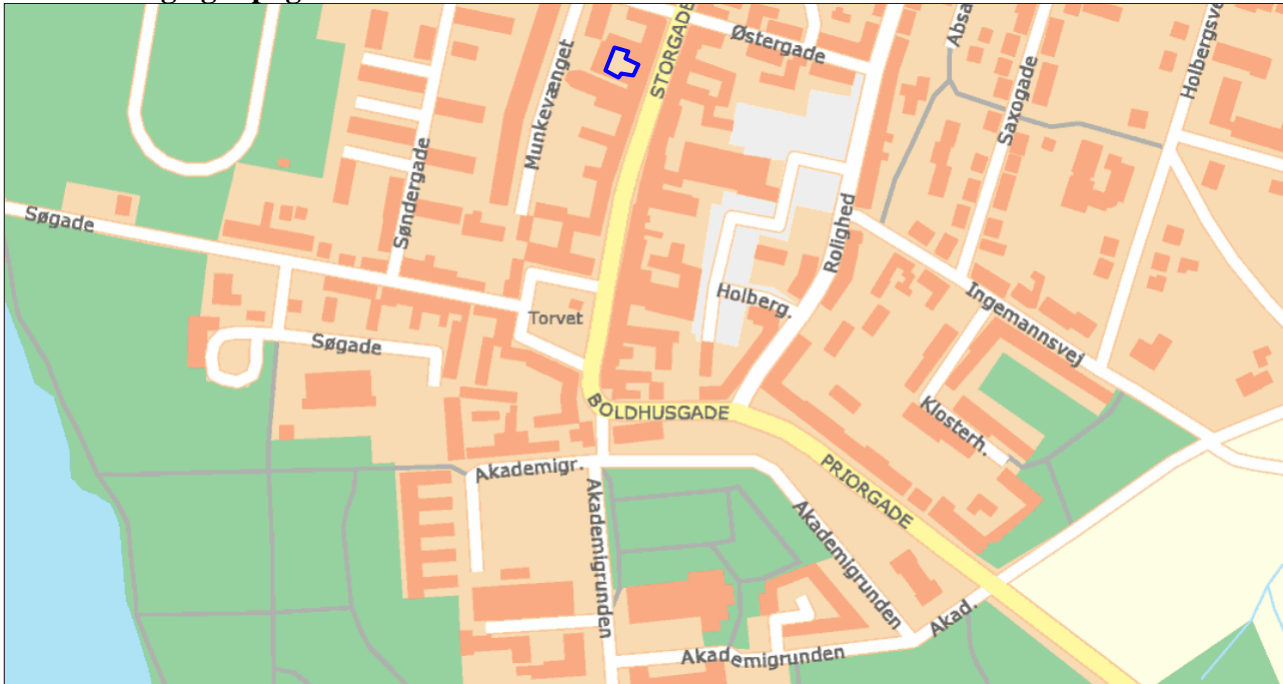 STORGADE
Østergade
Absa
Holbergsv
Saxogade
Munkevænget
Søndergade
Søgade
Rolighed
Holberg.
Ingemannsvej
Torvet
Søgade
BOLDHUSGADE
Klosterh.
Akademigr.
PRIORGADE
Akademigrunden
Akademigrunden
Akad.
Akademigrunden